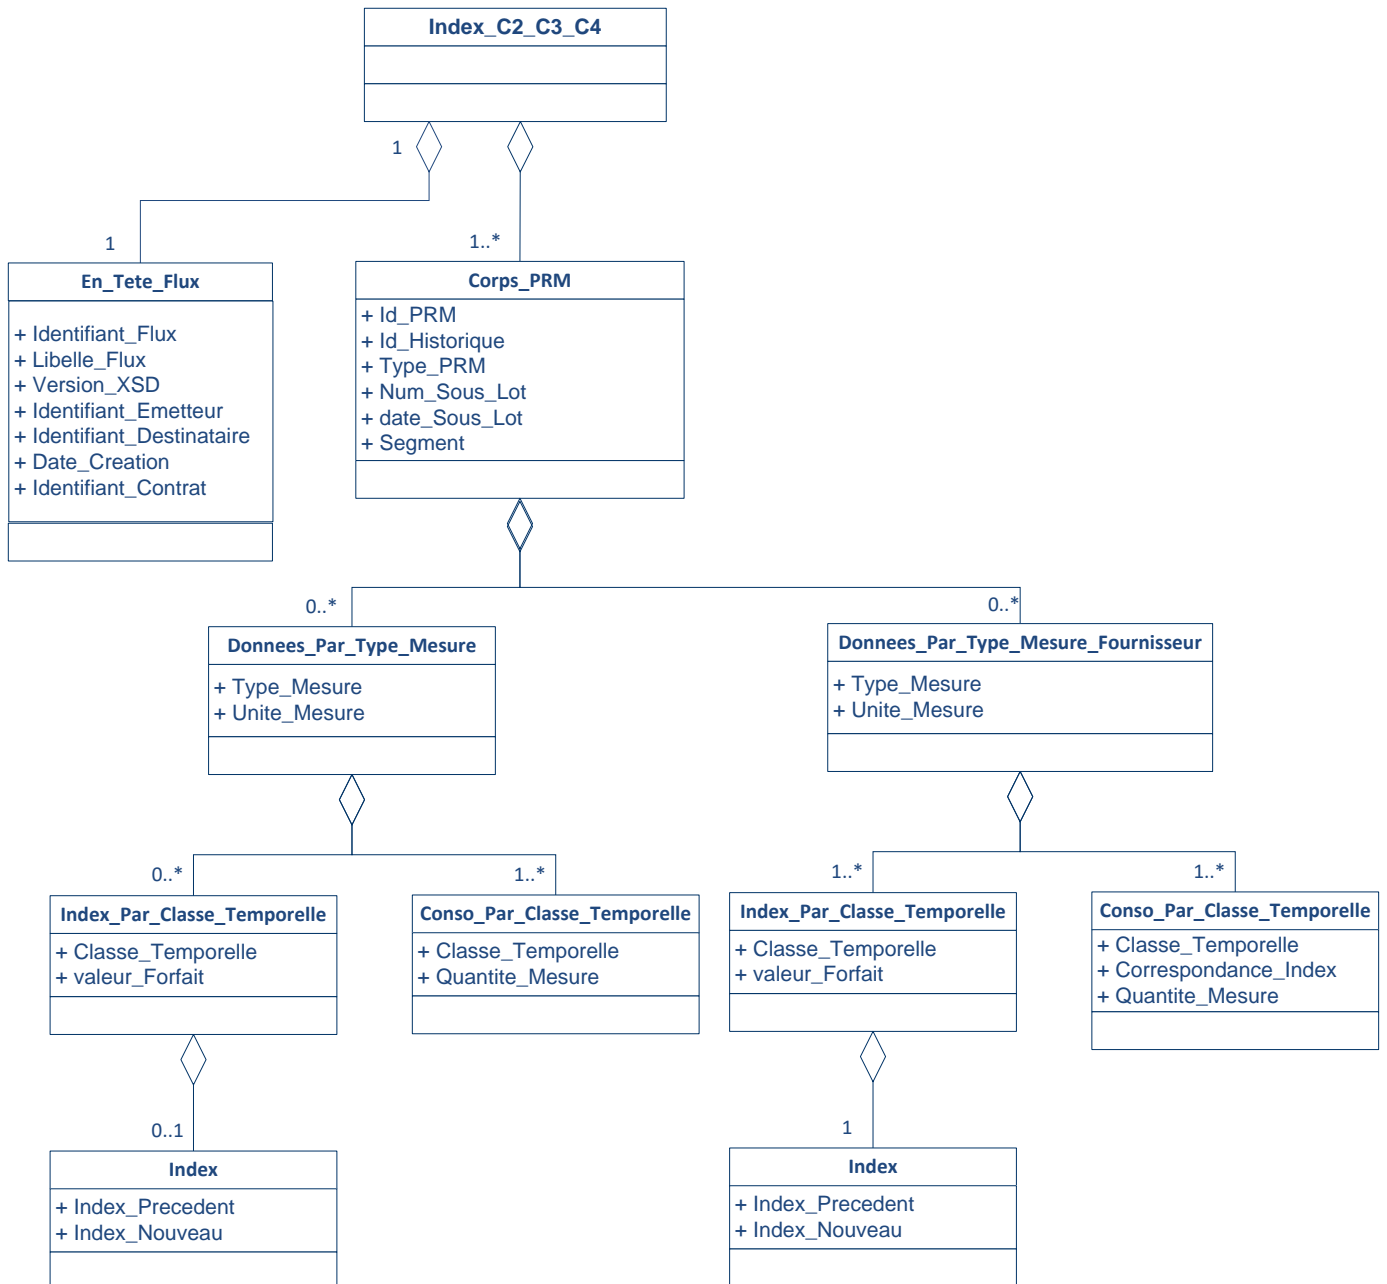 Index_C2_C3_C4
1
1
1..*
En_Tete_Flux
+ Identifiant_Flux
+ Libelle_Flux
+ Version_XSD
+ Identifiant_Emetteur
+ Identifiant_Destinataire
+ Date_Creation
+ Identifiant_Contrat
Corps_PRM
+ Id_PRM
+ Id_Historique
+ Type_PRM
+ Num_Sous_Lot
+ date_Sous_Lot
+ Segment
0..*
0..*
Donnees_Par_Type_Mesure
+ Type_Mesure
+ Unite_Mesure
Donnees_Par_Type_Mesure_Fournisseur
+ Type_Mesure
+ Unite_Mesure
0..*
1..*
1..*
1..*
Index_Par_Classe_Temporelle
+ Classe_Temporelle
+ valeur_Forfait
Conso_Par_Classe_Temporelle
+ Classe_Temporelle
+ Quantite_Mesure
Index_Par_Classe_Temporelle
+ Classe_Temporelle
+ valeur_Forfait
Conso_Par_Classe_Temporelle
+ Classe_Temporelle
+ Correspondance_Index
+ Quantite_Mesure
0..1
1
Index
+ Index_Precedent
+ Index_Nouveau
Index
+ Index_Precedent
+ Index_Nouveau